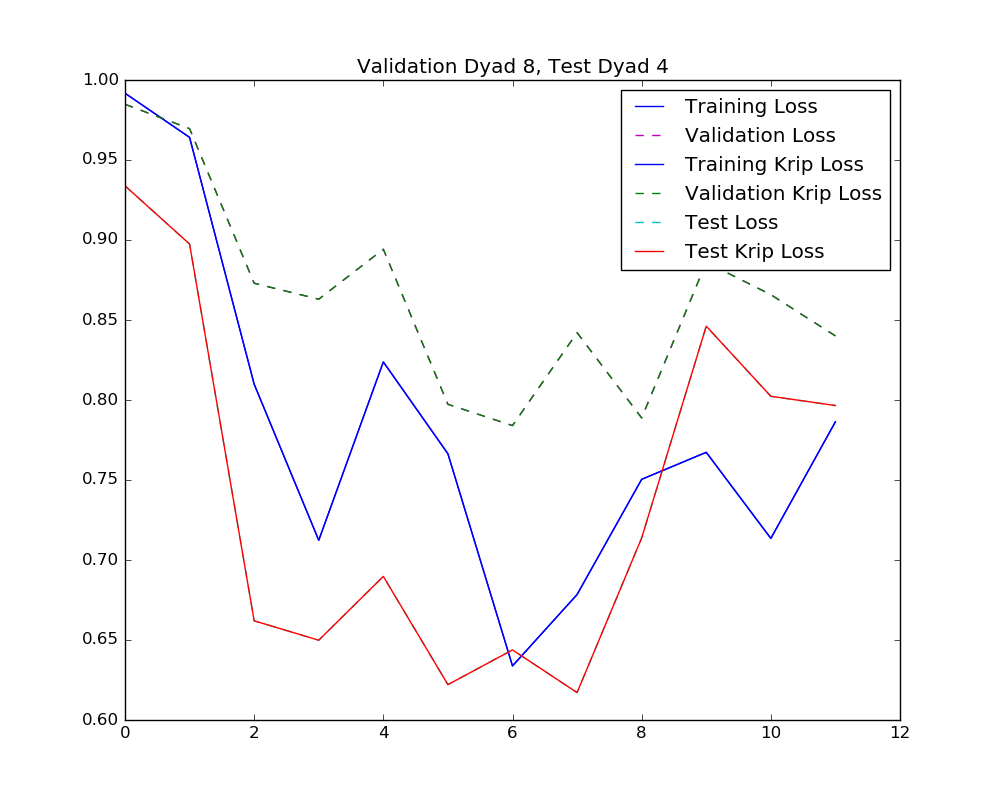 Validation Dyad 8, Test Dyad 4
1.00
0.95
0.90
0.85
0.80
0.75
0.70
0.65
0.60
Training Loss
Validation Loss
Training Krip Loss
Validation Krip Loss
Test Loss
Test Krip Loss
0 2 4 6 8 10 12